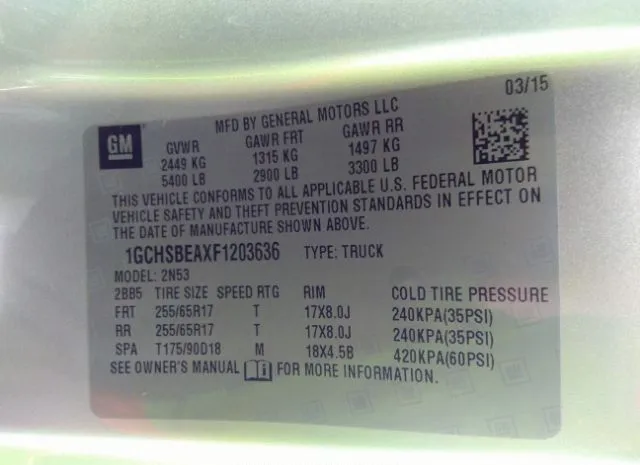 03/15
MFD BY GENERAL MOTORS LLC
GM
GVWR GAWR FRT GAWR RR
2449 KG 1315 KG 1497 KG
5400 LB 2900 LB 3300 LB
THIS VEHICLE CONFORMS TO ALL APPLICABLE U.S. FEDERAL MOTOR
VEHICLE SAFETY AND THEFT PREVENTION STANDARDS IN EFFECT ON
THE DATE OF MANUFACTURE SHOWN ABOVE.
1GCHSBEAXF1203636 TYPE: TRUCK
MODEL: 2N53
2BB5 TIRE SIZE SPEED RTG RIM COLD TIRE PRESSURE
FRT 255/65R17 T 17X8.0J 240KPA(35PSI)
RR 255/65R17 T 17X8.0J 240KPA(35PSI)
SPA T175/90D18 M 18X4.5B 420KPA(60PSI)
SEE OWNER'S MANUAL FOR MORE INFORMATION.